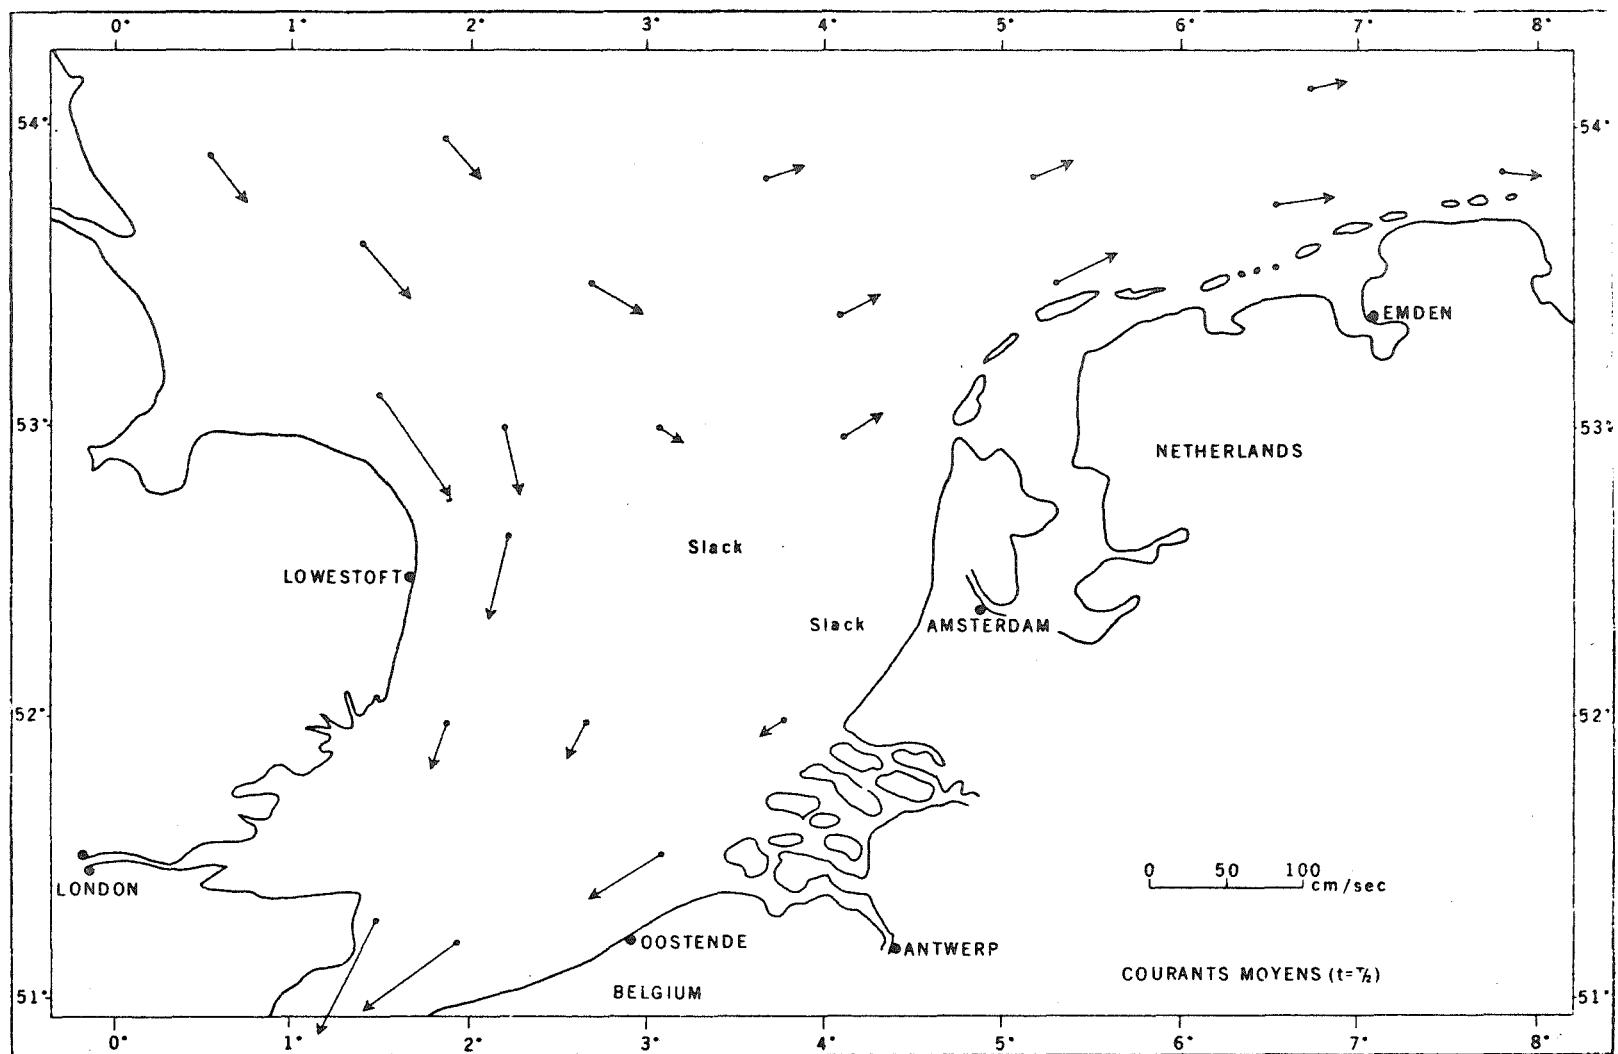 0° 1° 2° 3° 4° 5° 6° 7° 8°
54° 54°
EMDEN
53° 53°
NETHERLANDS
Slack
LOWESTOFT
Slack AMSTERDAM
52° 52°
0 50 100
cm/sec
LONDON
OOSTENDE ANTWERP
COURANTS MOYENS (t=T/2)
BELGIUM
51° 51°
0° 1° 2° 3° 4° 5° 6° 7° 8°